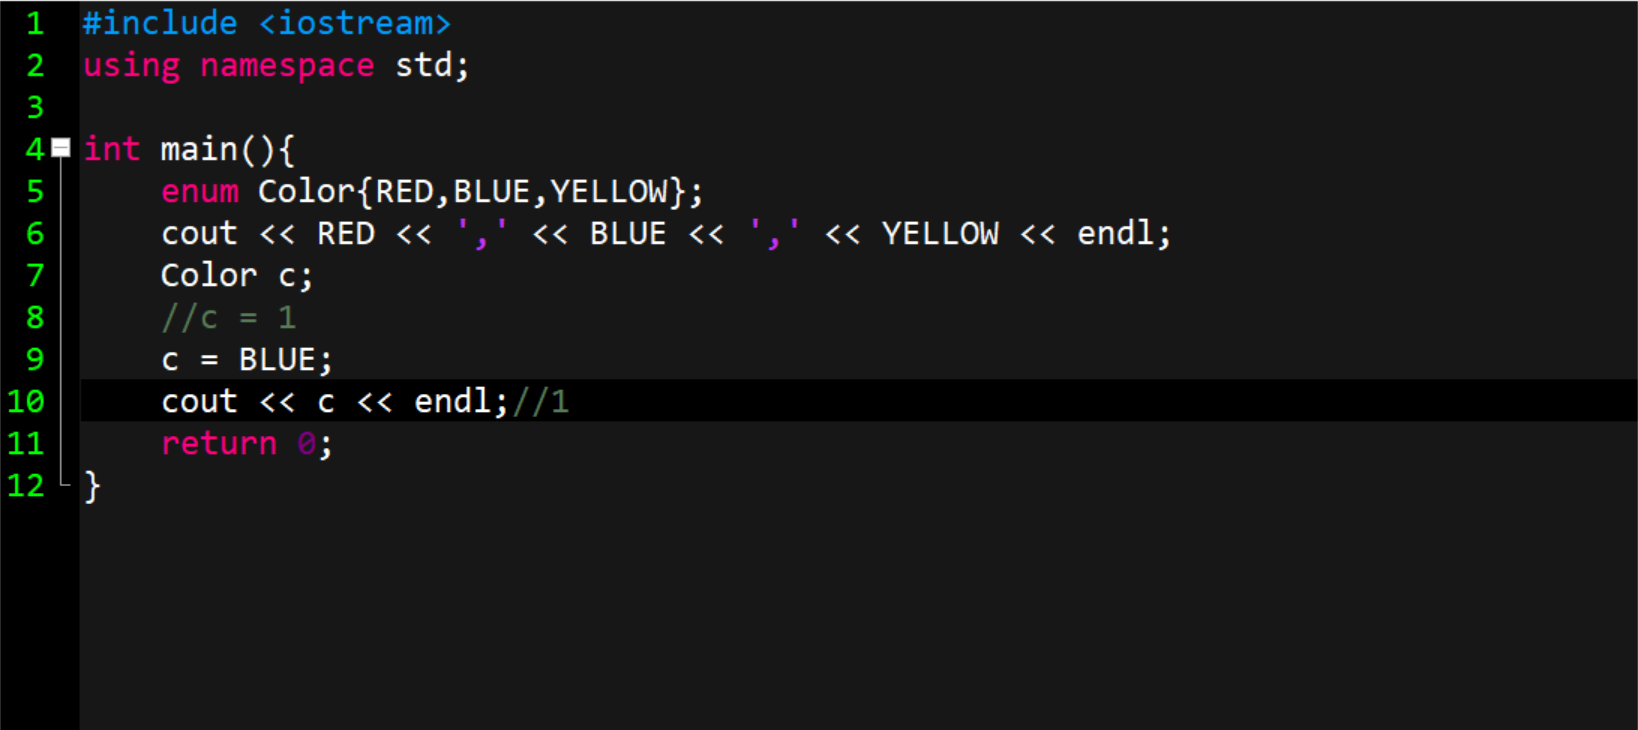 1 #include <iostream>
2 using namespace std;
3
4 int main(){
5     enum Color{RED,BLUE,YELLOW};
6     cout << RED << ',' << BLUE << ',' << YELLOW << endl;
7     Color c;
8     //c = 1
9     c = BLUE;
10     cout << c << endl;//1
11     return 0;
12 }